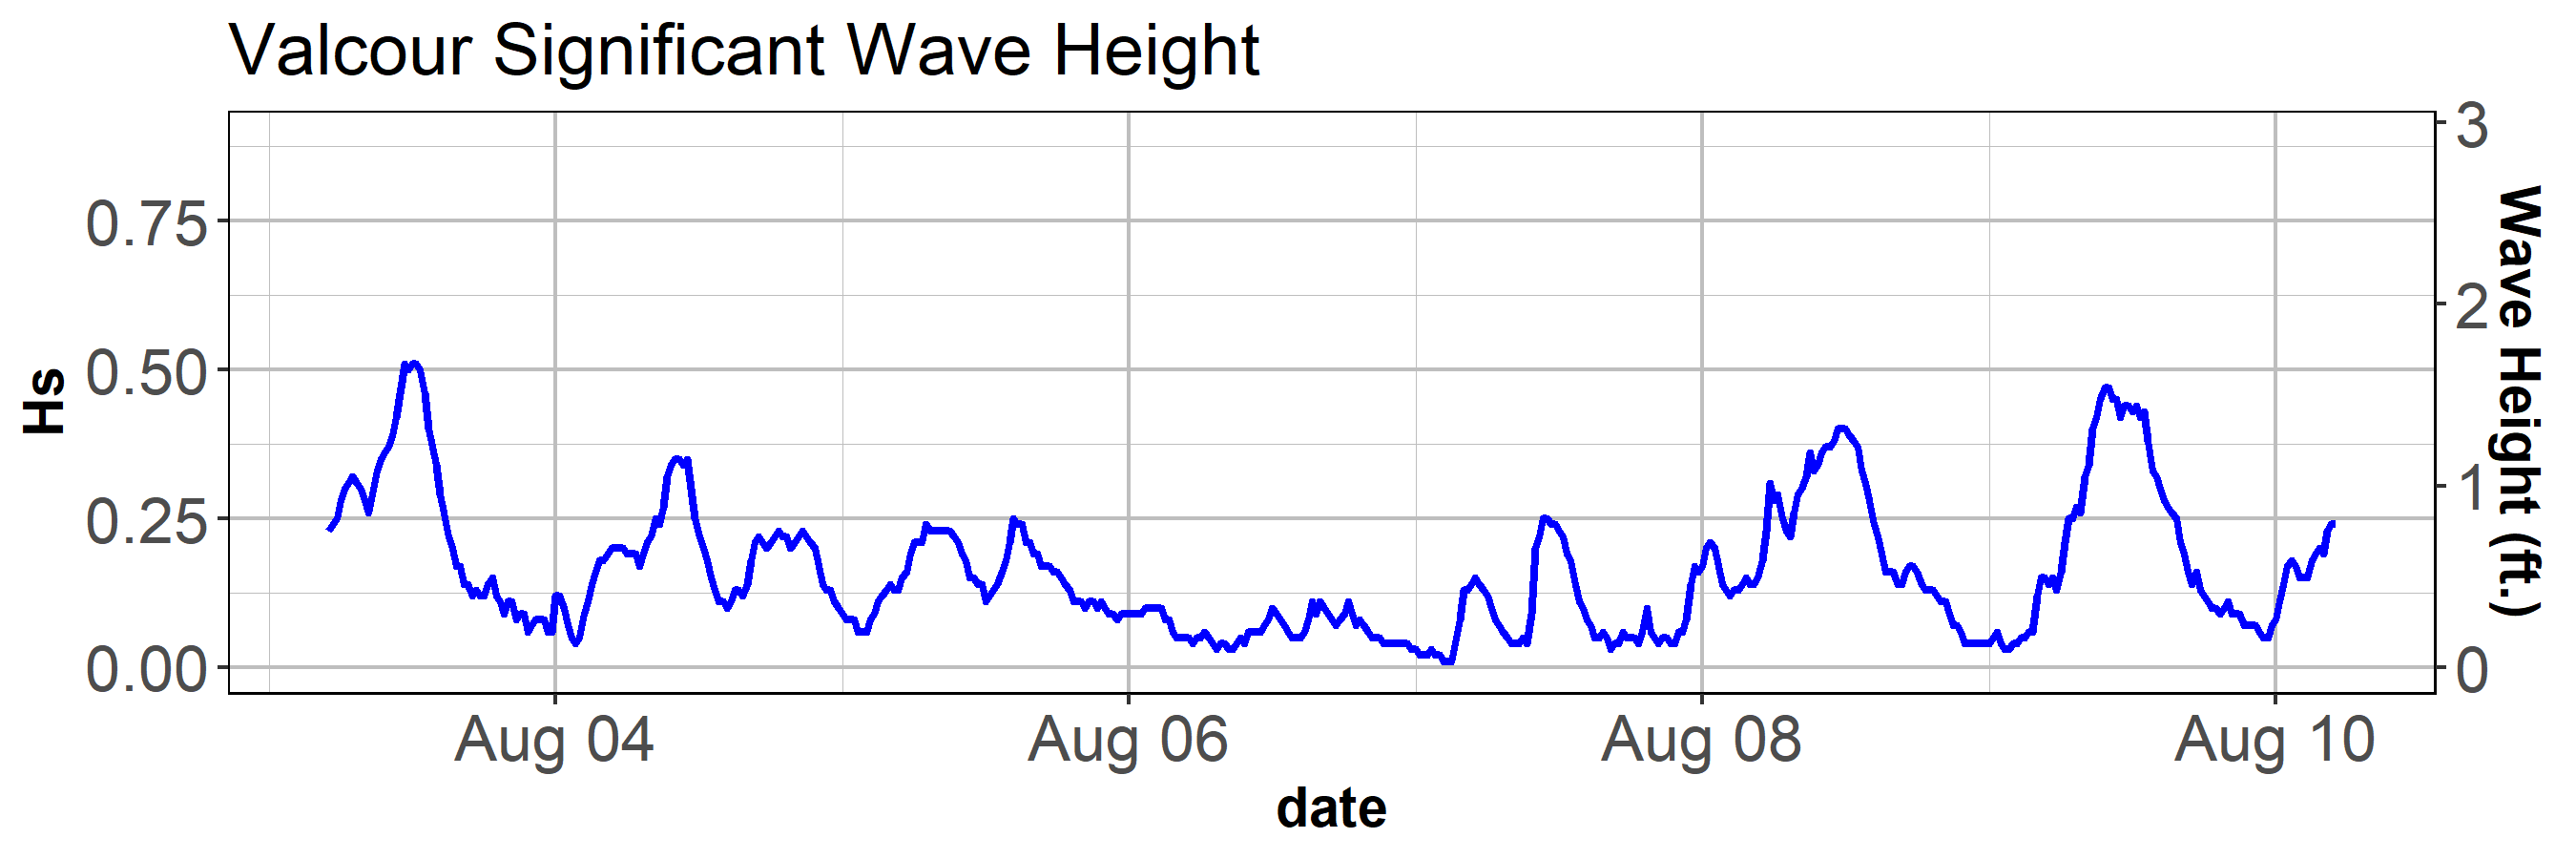 Valcour Significant Wave Height
Hs
0.75
0.50
0.25
0.00
3
2
1
0
Wave Height (ft.)
Aug 04 Aug 06 Aug 08 Aug 10
date